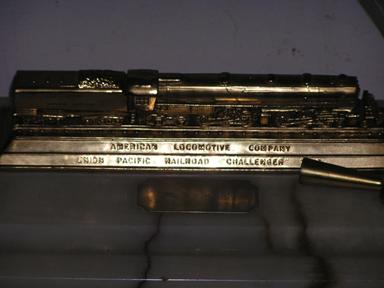 AMERICAN LOCOMOTIVE COMPANY
UNION PACIFIC RAILROAD CHALLENGER